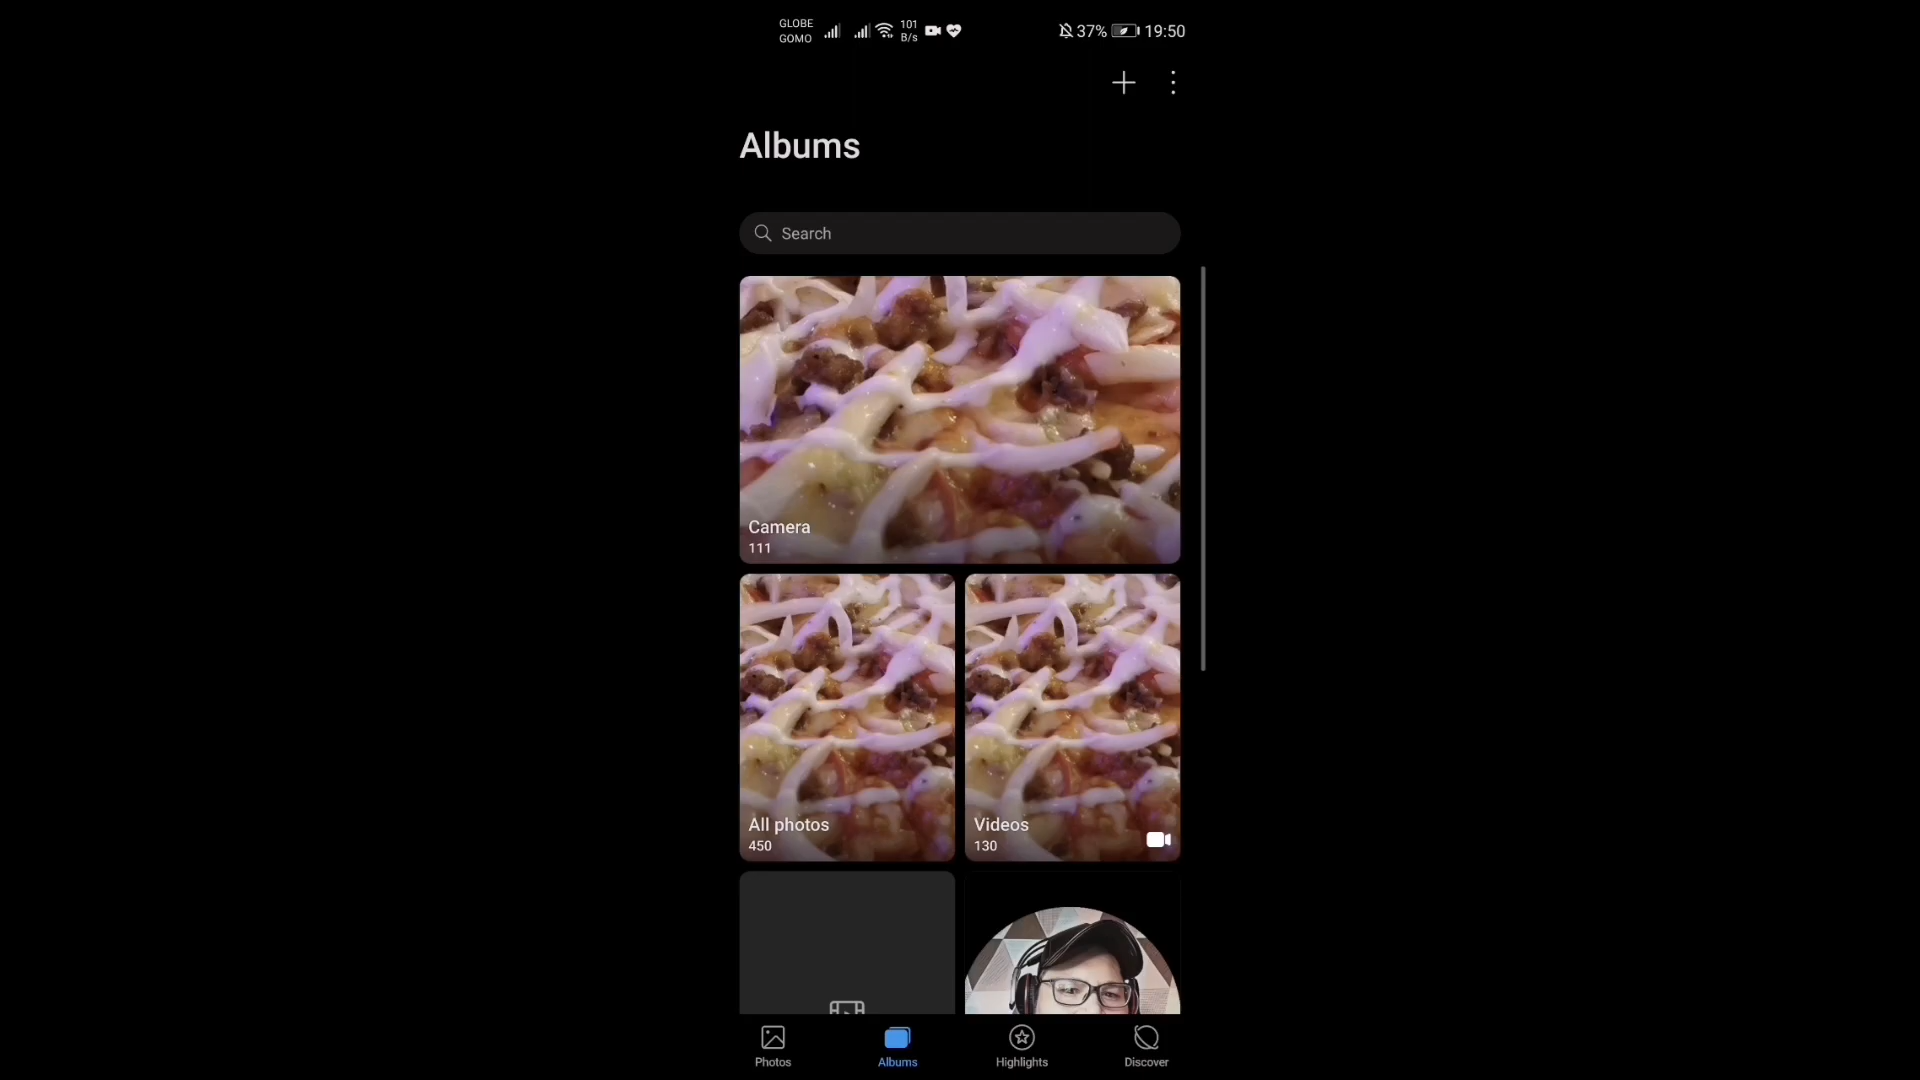 GLOBE
GOMO
101
B/s
37%
19:50
Albums
Search
Camera
111
All photos
450
Videos
130
Photos
Albums
Highlights
Discover